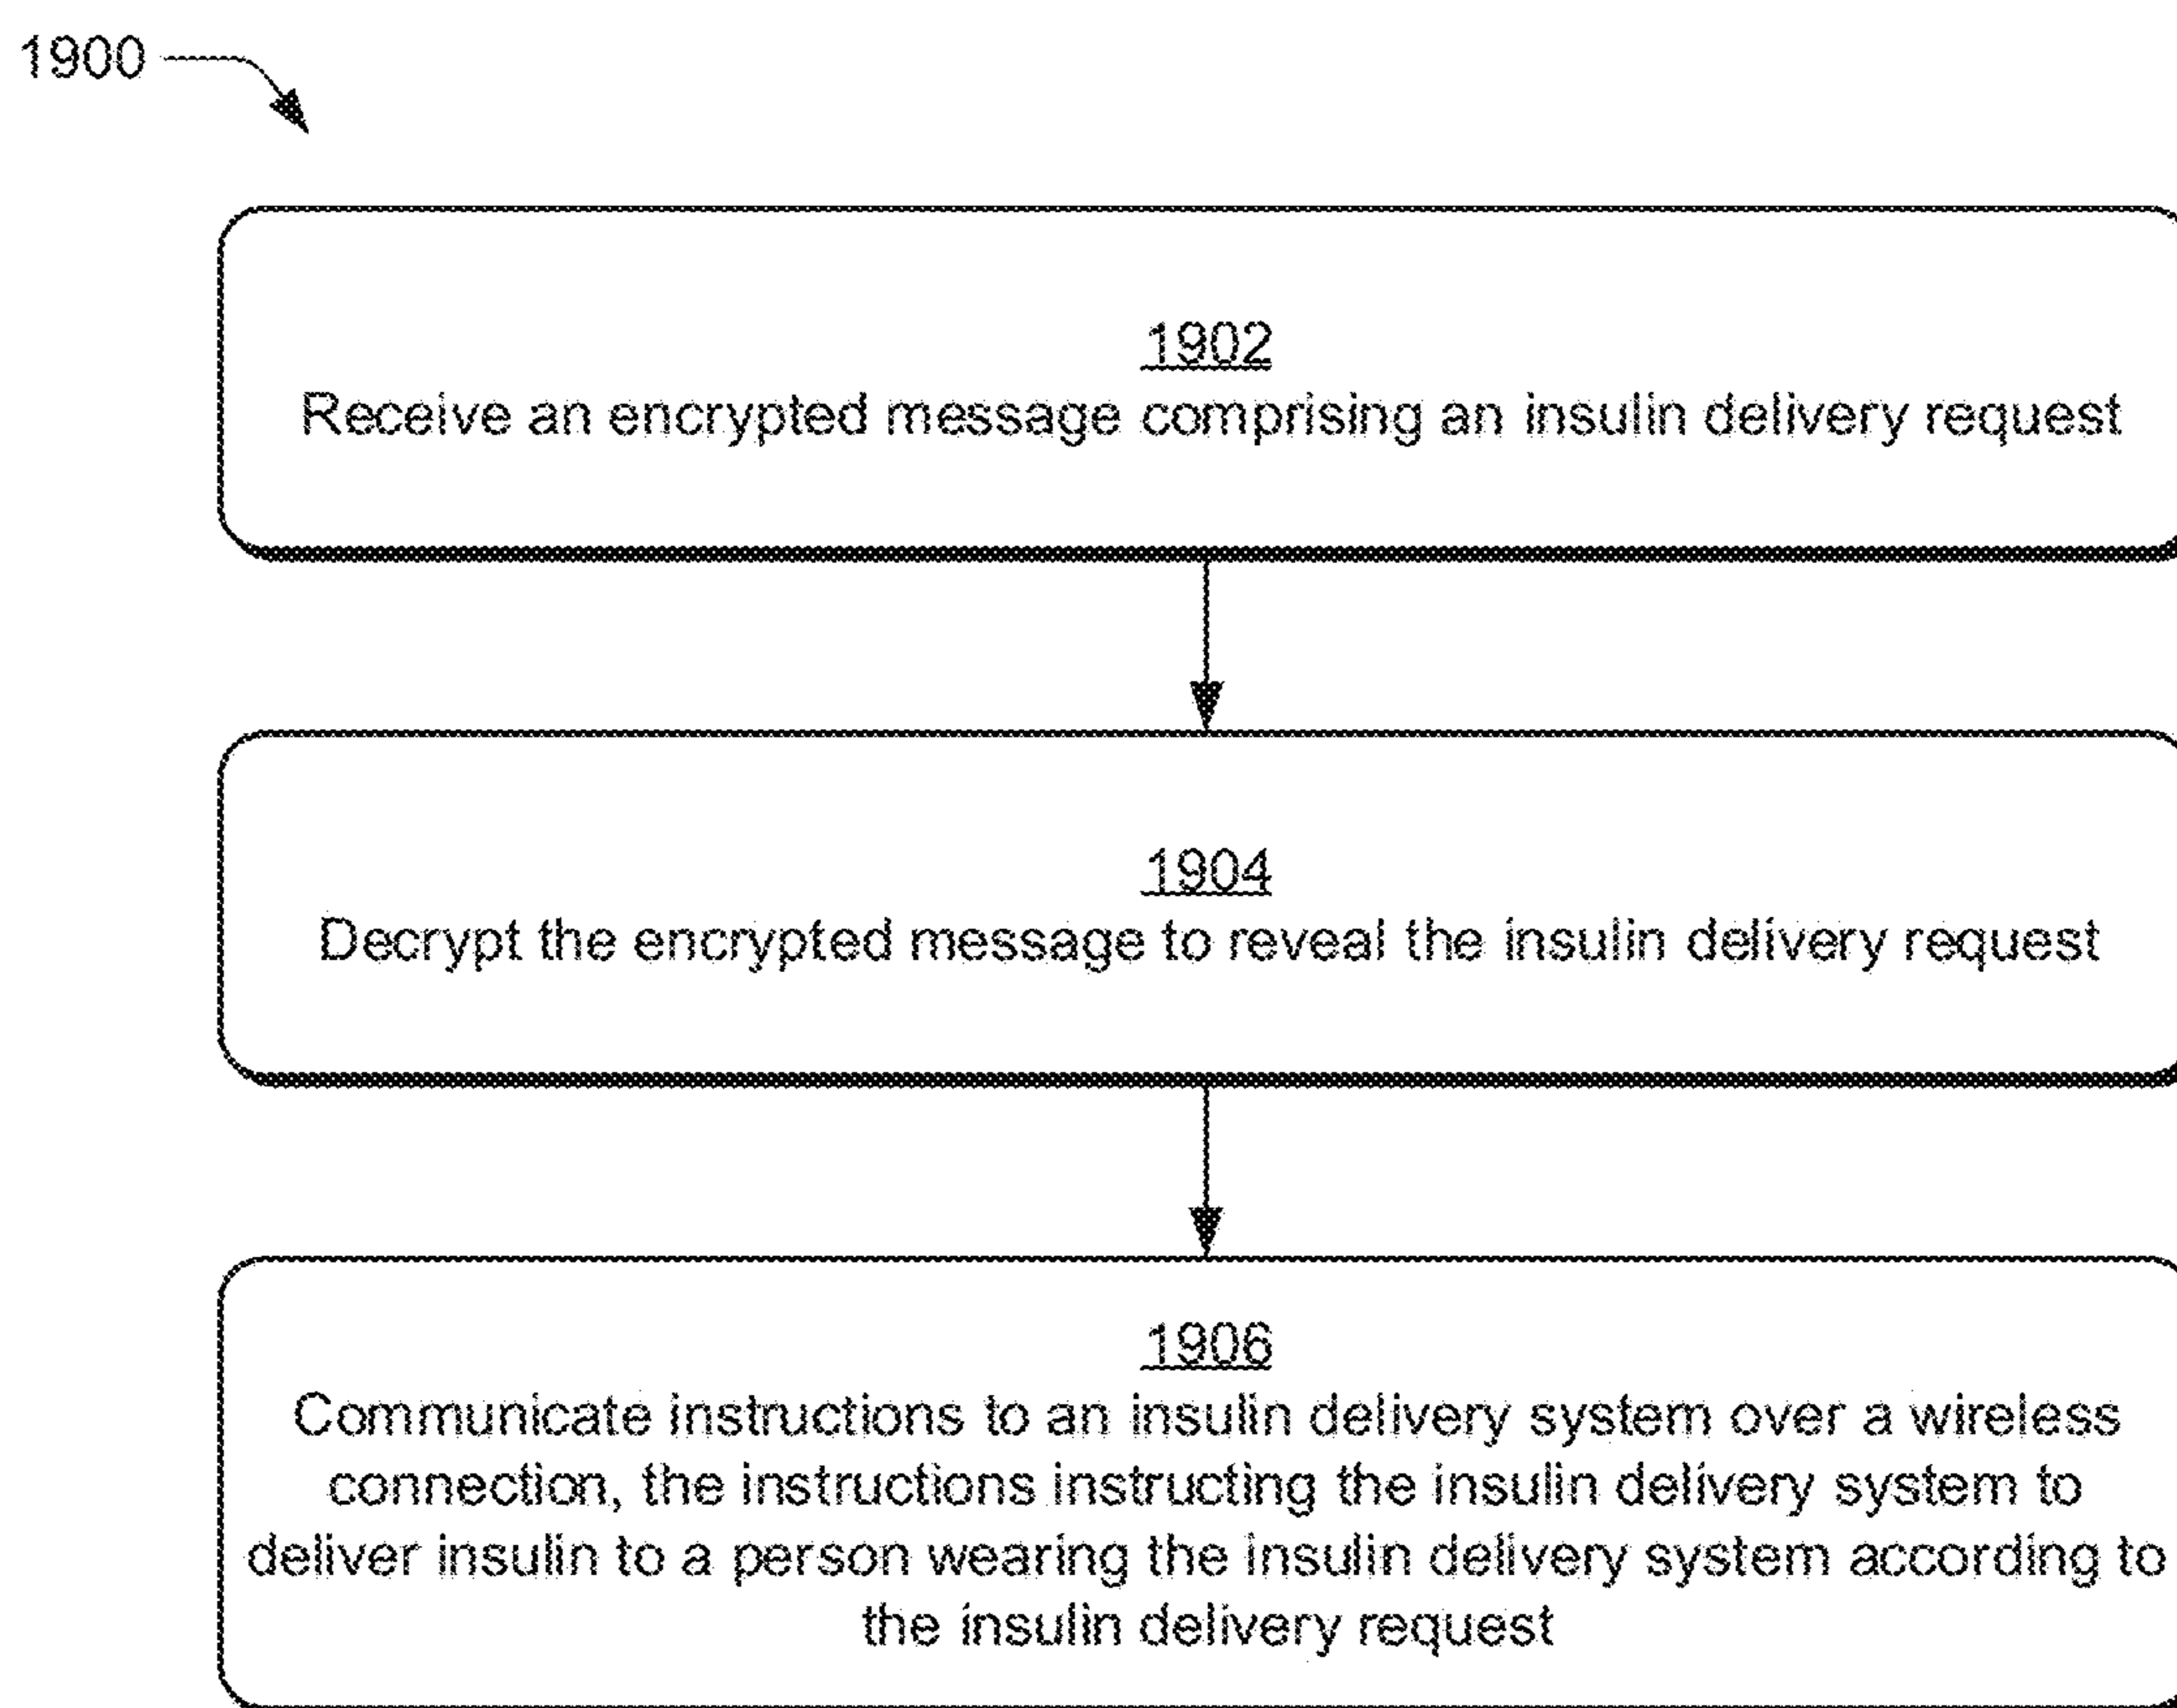 1900
1902
Receive an encrypted message comprising an insulin delivery request
1904
Decrypt the encrypted message to reveal the insulin delivery request
1906
Communicate instructions to an insulin delivery system over a wireless
connection, the instructions instructing the insulin delivery system to
deliver insulin to a person wearing the insulin delivery system according to
the insulin delivery request